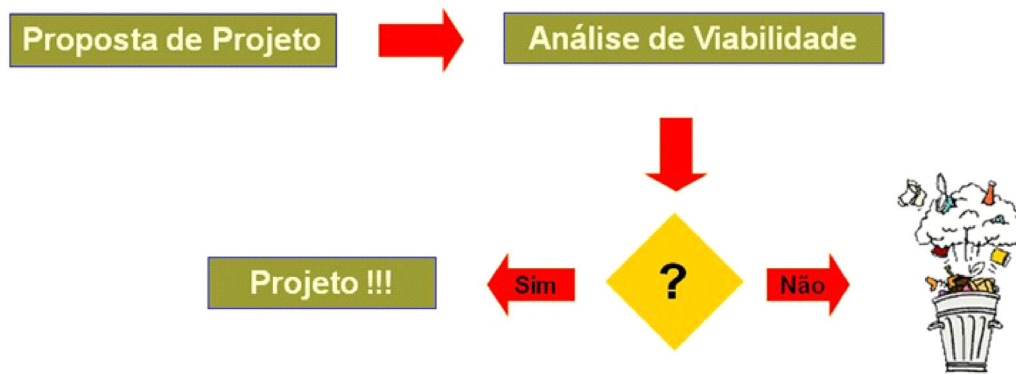 Proposta de Projeto
Análise de Viabilidade
Projeto !!!
Sim
?
Não